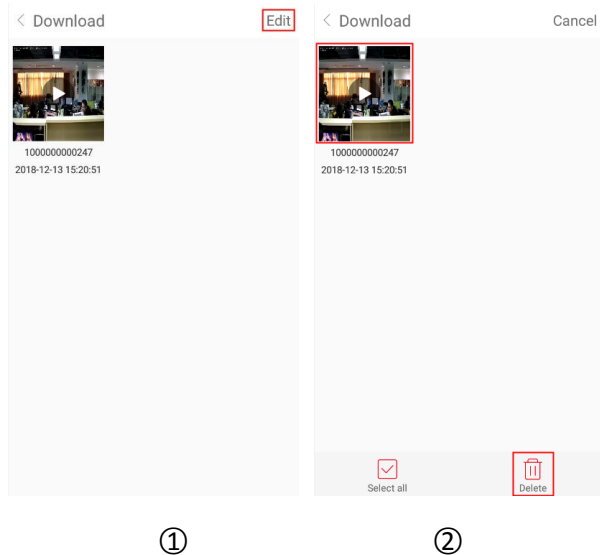 Download
Edit
1000000000247
2018-12-13 15:20:51
①
Download
Cancel
1000000000247
2018-12-13 15:20:51
Select all
Delete
②